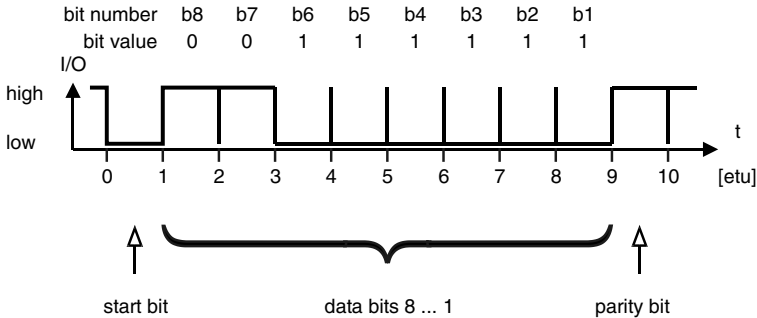 bit number b8 b7 b6 b5 b4 b3 b2 b1
bit value 0 0 1 1 1 1 1 1
I/O
high
low
t
0 1 2 3 4 5 6 7 8 9 10 [etu]
start bit data bits 8 ... 1 parity bit